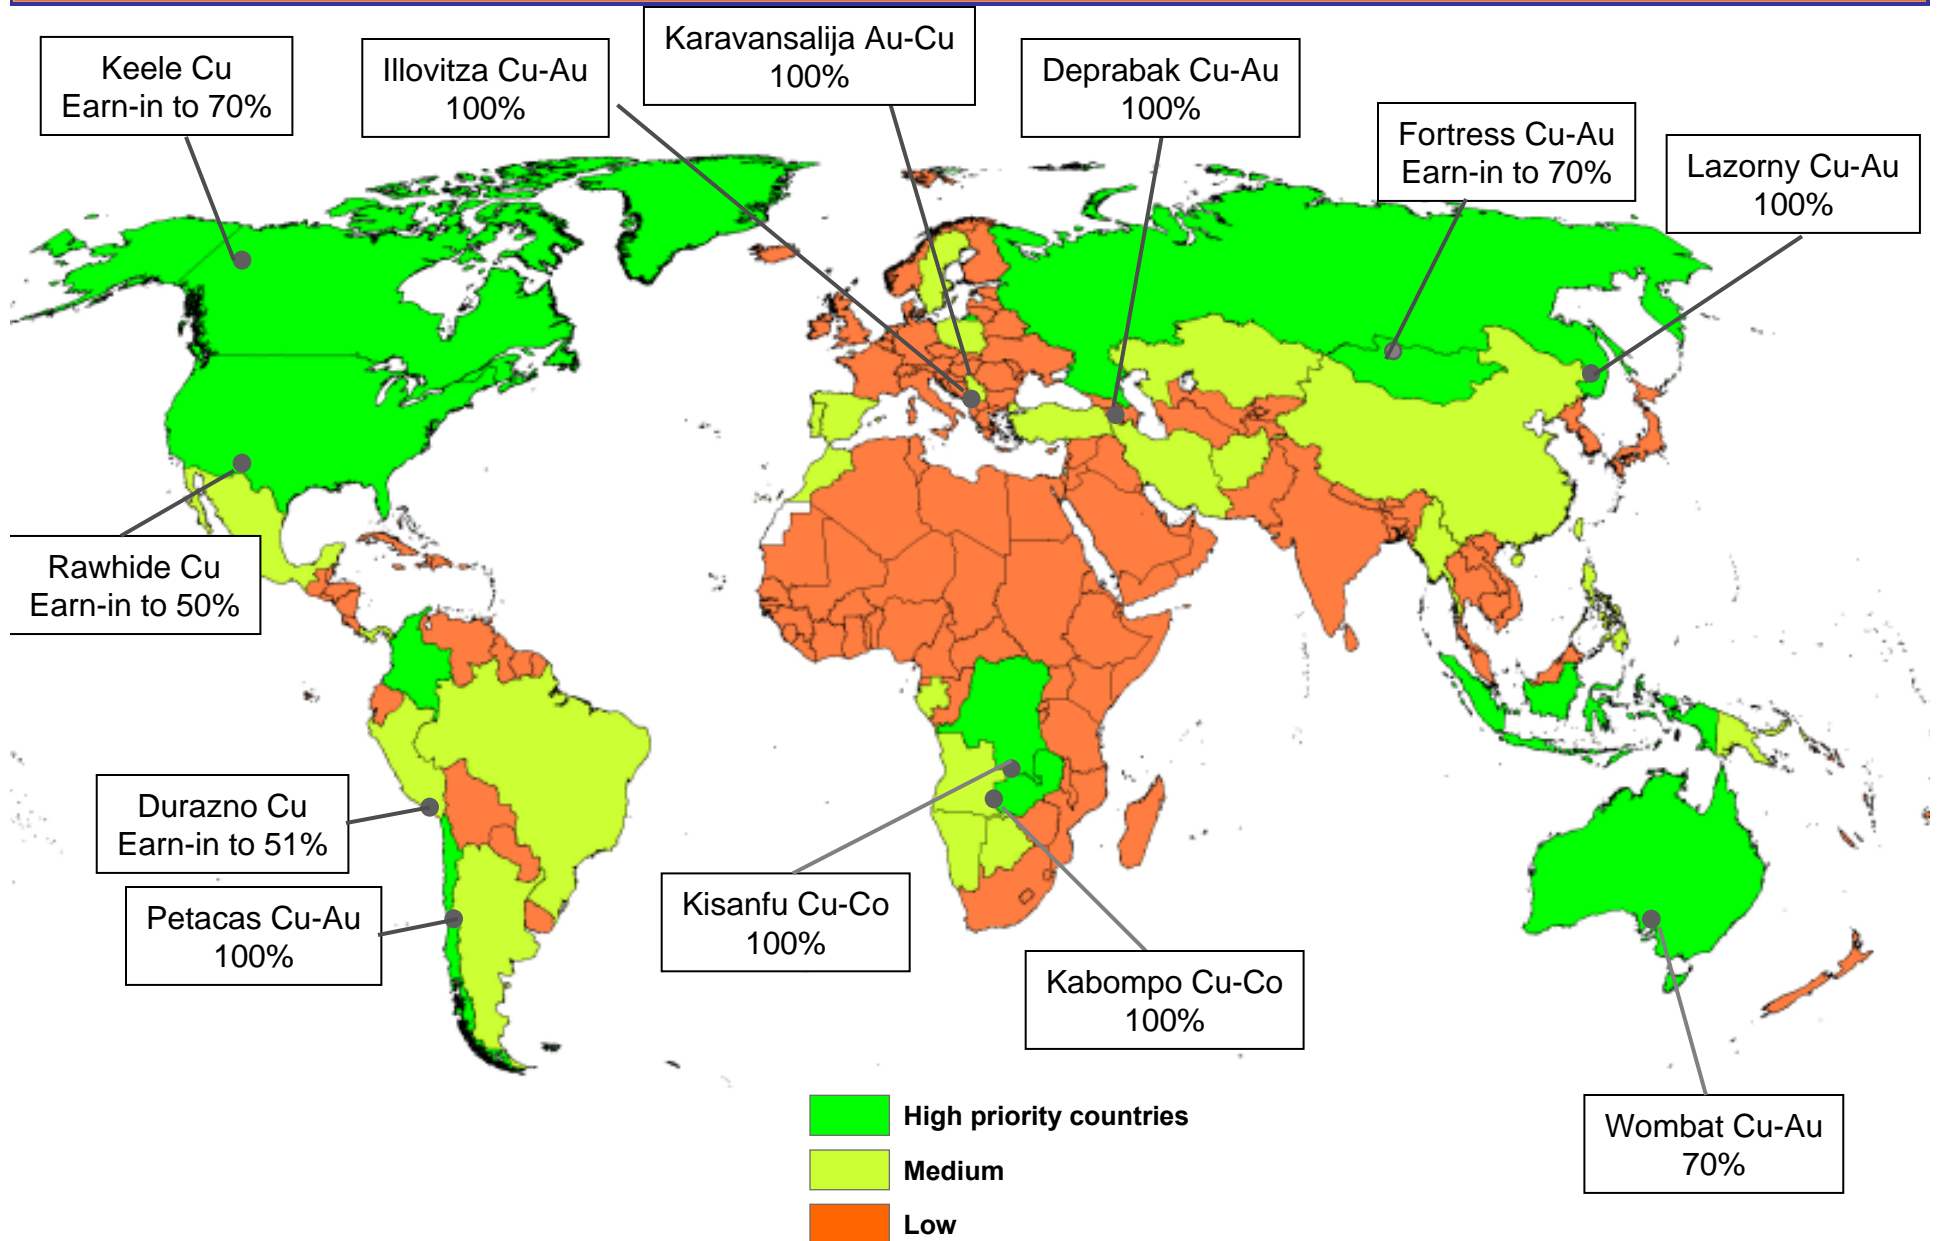 Keele Cu
Earn-in to 70%
Illovitza Cu-Au
100%
Karavansalija Au-Cu
100%
Deprabak Cu-Au
100%
Fortress Cu-Au
Earn-in to 70%
Lazorny Cu-Au
100%
Rawhide Cu
Earn-in to 50%
Durazno Cu
Earn-in to 51%
Petacas Cu-Au
100%
Kisanfu Cu-Co
100%
Kabompo Cu-Co
100%
Wombat Cu-Au
70%
High priority countries
Medium
Low